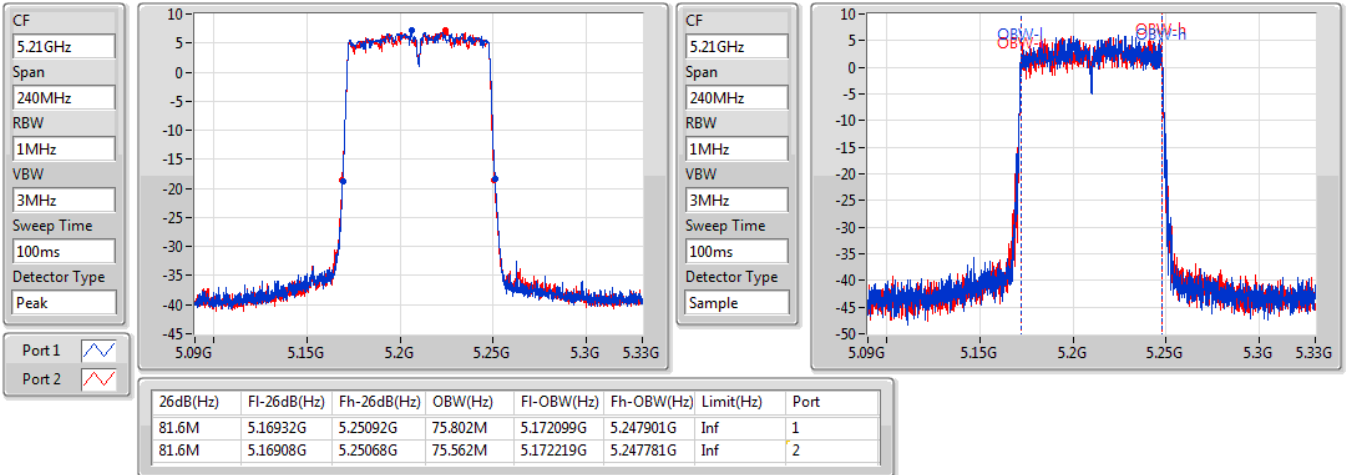 CF
5.21GHz
Span
240MHz
RBW
1MHz
VBW
3MHz
Sweep Time
100ms
Detector Type
Peak
Port 1
Port 2
10
5
0
-5
-10
-15
-20
-25
-30
-35
-40
-45
5.09G 5.15G 5.2G 5.25G 5.3G 5.33G
CF
5.21GHz
Span
240MHz
RBW
1MHz
VBW
3MHz
Sweep Time
100ms
Detector Type
Sample
10
5
0
-5
-10
-15
-20
-25
-30
-35
-40
-45
-50
OBW-l OBW-h
5.09G 5.15G 5.2G 5.25G 5.3G 5.33G
26dB(Hz) Fl-26dB(Hz) Fh-26dB(Hz) OBW(Hz) Fl-OBW(Hz) Fh-OBW(Hz) Limit(Hz) Port
81.6M 5.16932G 5.25092G 75.802M 5.172099G 5.247901G Inf 1
81.6M 5.16908G 5.25068G 75.562M 5.172219G 5.247781G Inf 2